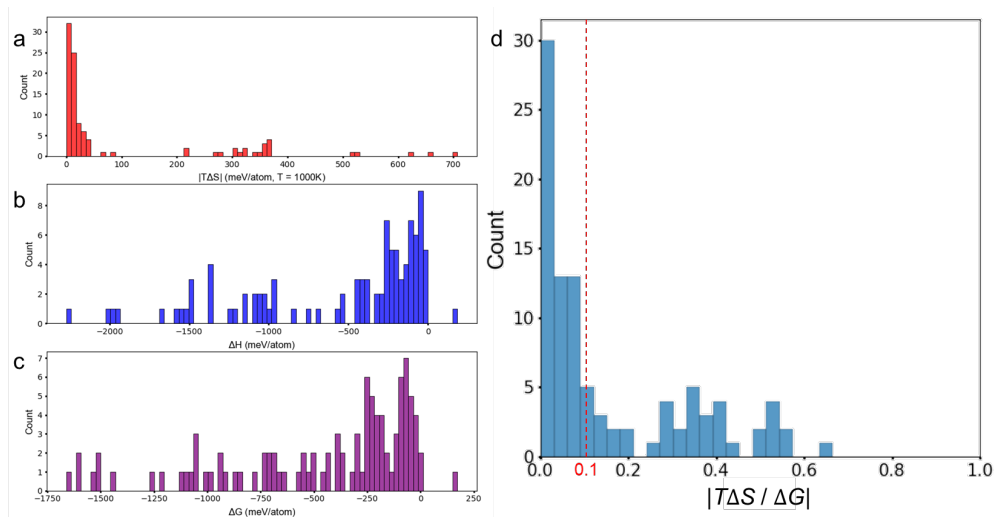 a
30
25
20
15
10
5
0
Count
0 100 200 300 400 500 600 700
|TΔS| (meV/atom, T = 1000K)
b
8
6
4
2
0
Count
−2000 −1500 −1000 −500 0
ΔH (meV/atom)
c
7
6
5
4
3
2
1
0
Count
−1750 −1500 −1250 −1000 −750 −500 −250 0 250
ΔG (meV/atom)
d
30
25
20
15
10
5
0
Count
0.0 0.1 0.2 0.4 0.6 0.8 1.0
|TΔS / ΔG|